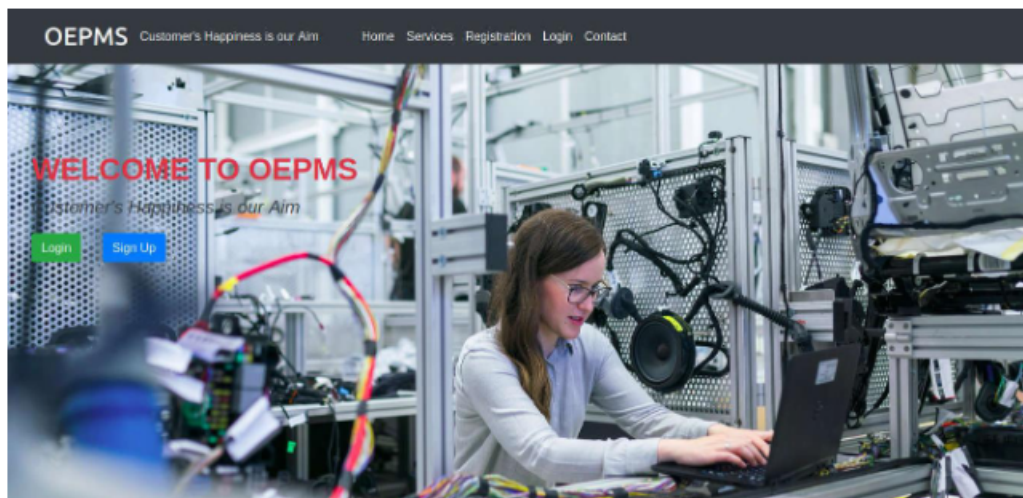 OEPMS Customer's Happiness is our Aim Home Services Registration Login Contact
WELCOME TO OEPMS
Customer's Happiness is our Aim
Login Sign Up